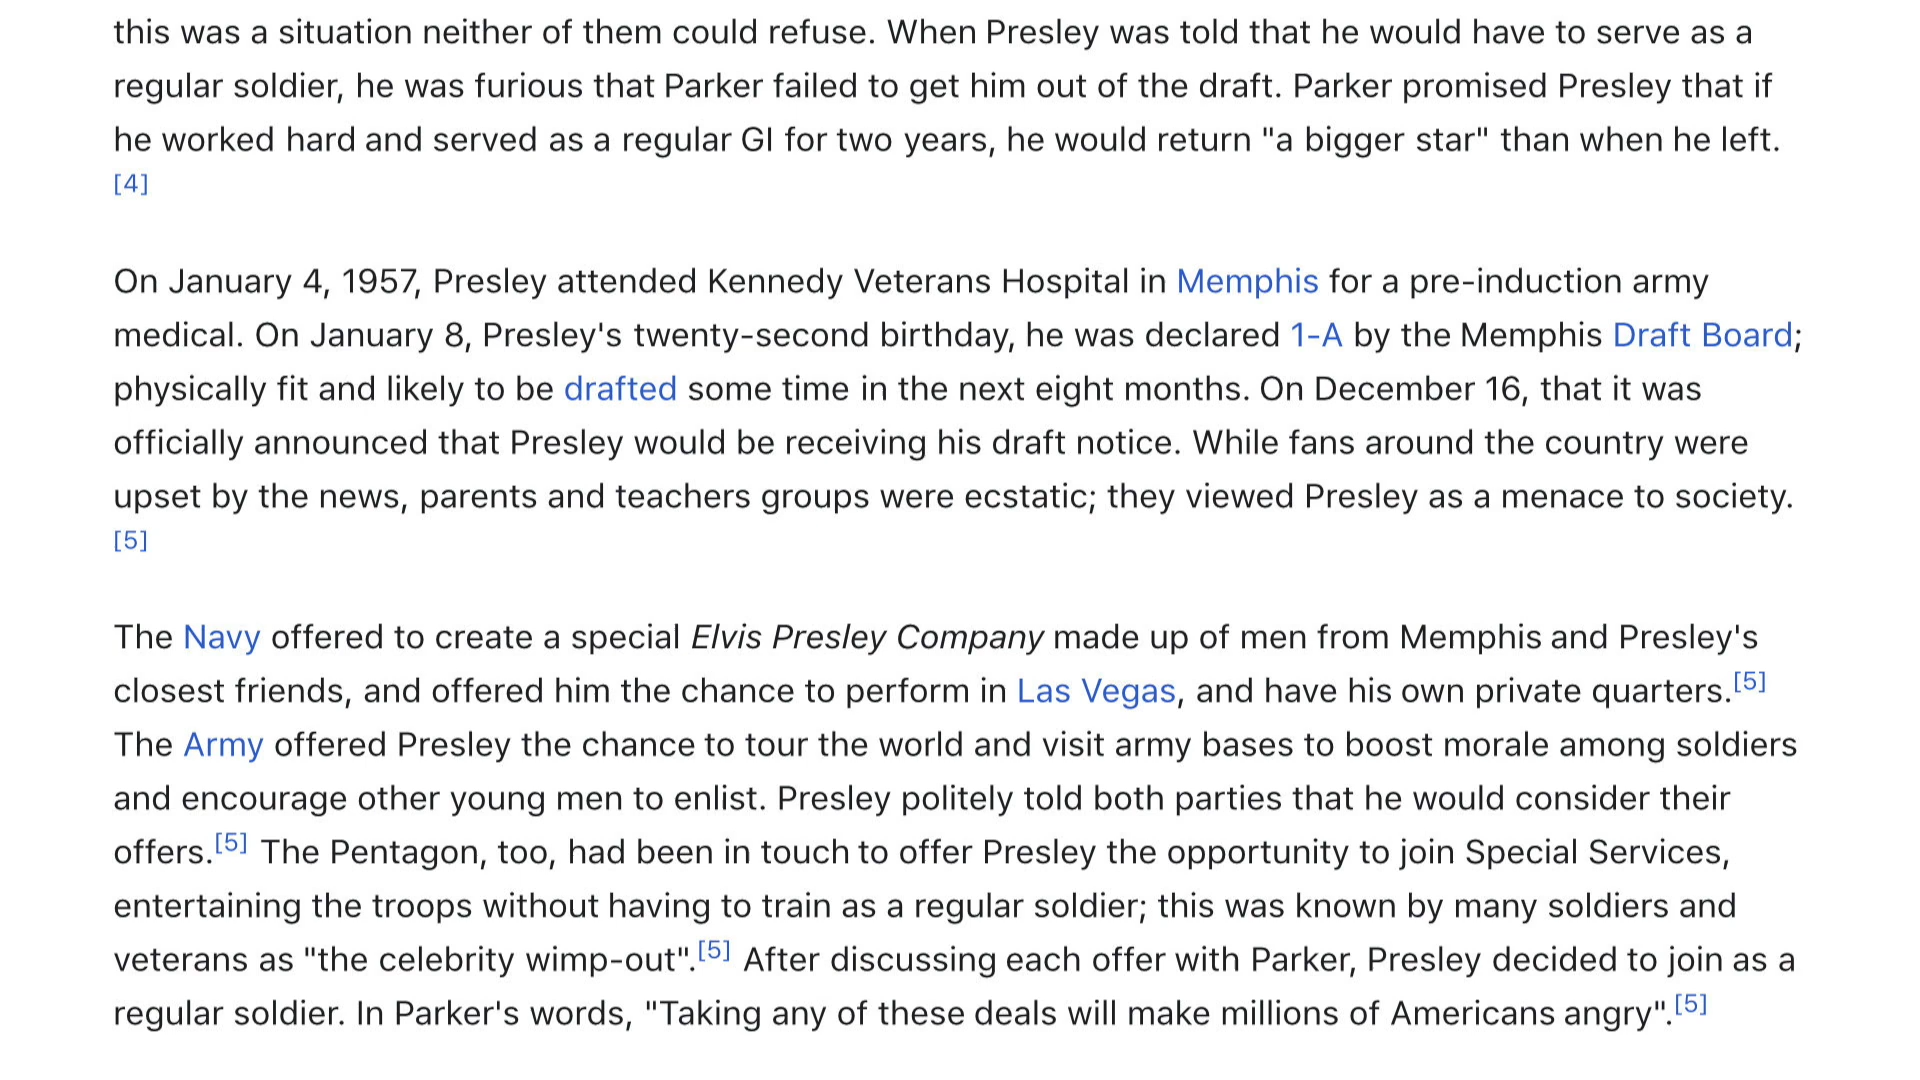 this was a situation neither of them could refuse. When Presley was told that he would have to serve as a
regular soldier, he was furious that Parker failed to get him out of the draft. Parker promised Presley that if
he worked hard and served as a regular GI for two years, he would return "a bigger star" than when he left.
[4]
On January 4, 1957, Presley attended Kennedy Veterans Hospital in Memphis for a pre-induction army
medical. On January 8, Presley's twenty-second birthday, he was declared 1-A by the Memphis Draft Board;
physically fit and likely to be drafted some time in the next eight months. On December 16, that it was
officially announced that Presley would be receiving his draft notice. While fans around the country were
upset by the news, parents and teachers groups were ecstatic; they viewed Presley as a menace to society.
[5]
The Navy offered to create a special Elvis Presley Company made up of men from Memphis and Presley's
closest friends, and offered him the chance to perform in Las Vegas, and have his own private quarters.[5]
The Army offered Presley the chance to tour the world and visit army bases to boost morale among soldiers
and encourage other young men to enlist. Presley politely told both parties that he would consider their
offers.[5] The Pentagon, too, had been in touch to offer Presley the opportunity to join Special Services,
entertaining the troops without having to train as a regular soldier; this was known by many soldiers and
veterans as "the celebrity wimp-out".[5] After discussing each offer with Parker, Presley decided to join as a
regular soldier. In Parker's words, "Taking any of these deals will make millions of Americans angry".[5]